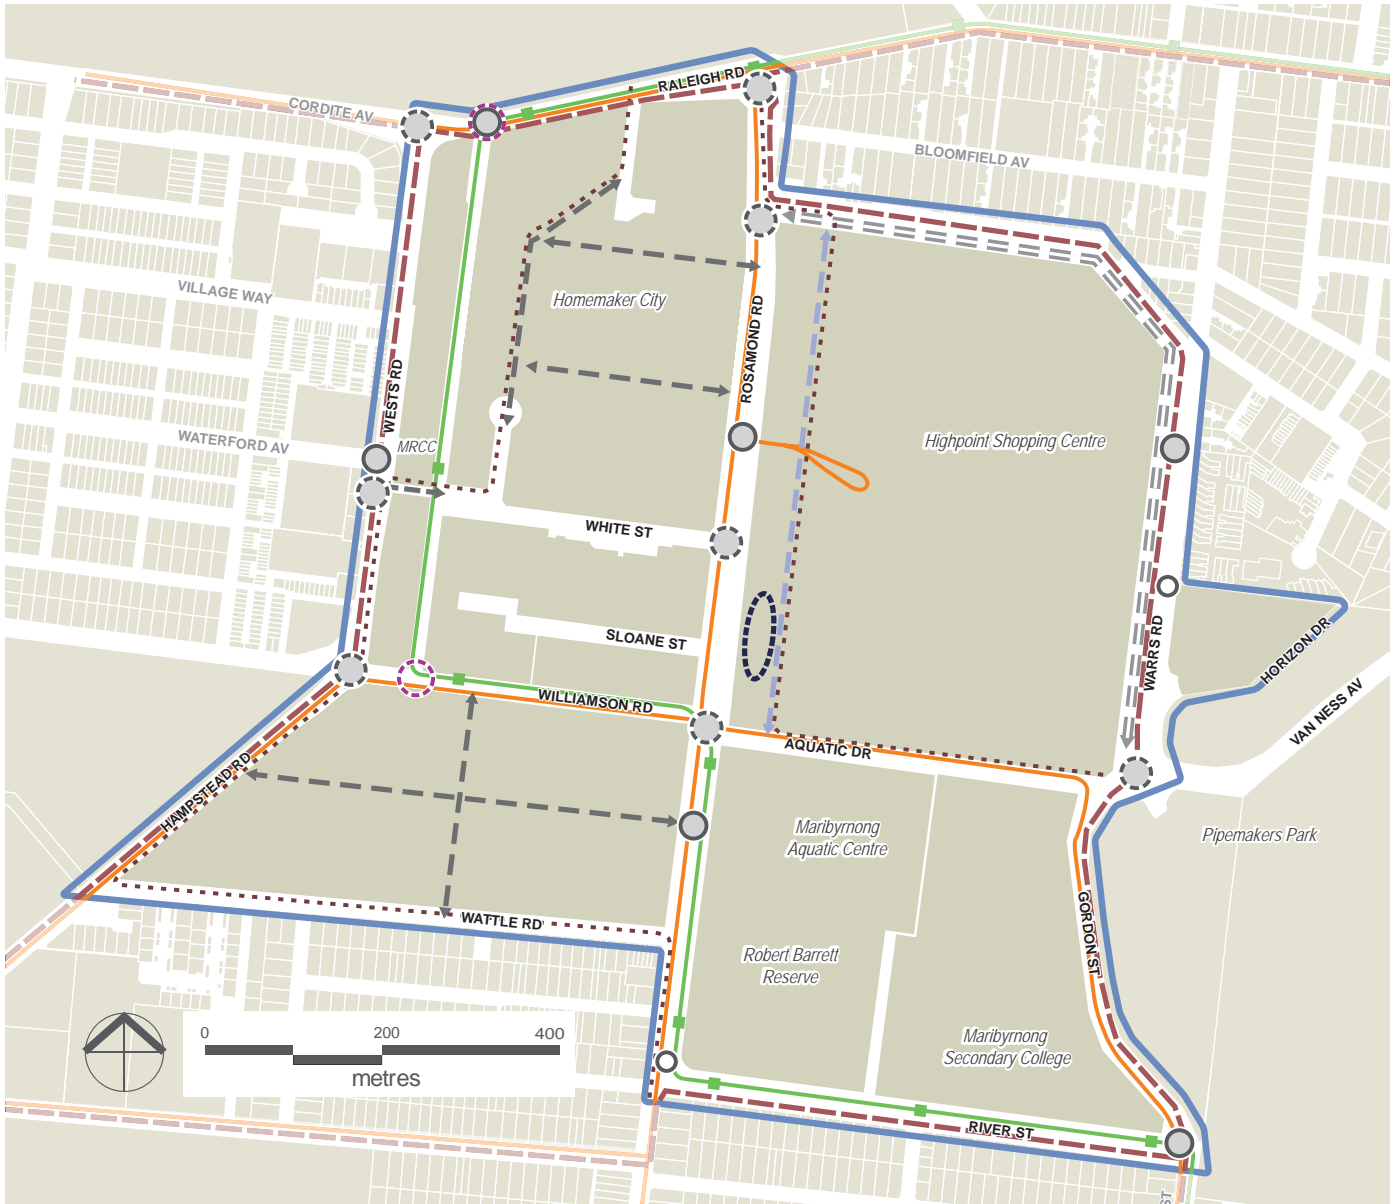 RALEIGH RD
CORDITE AV
BLOOMFIELD AV
VILLAGE WAY
Homemaker City
ROSAMOND RD
WESTS RD
MRCC
WATERFORD AV
Highpoint Shopping Centre
WHITE ST
SLOANE ST
WARRS RD
HORIZON DR
VAN NESS AV
WILLIAMSON RD
AQUATIC DR
HAMPSTEAD RD
Maribyrnong
Aquatic Centre
Pipemakers Park
WATTLE RD
GORDON ST
Robert Barrett
Reserve
Maribyrnong
Secondary College
0 200 400
metres
RIVER ST
ST